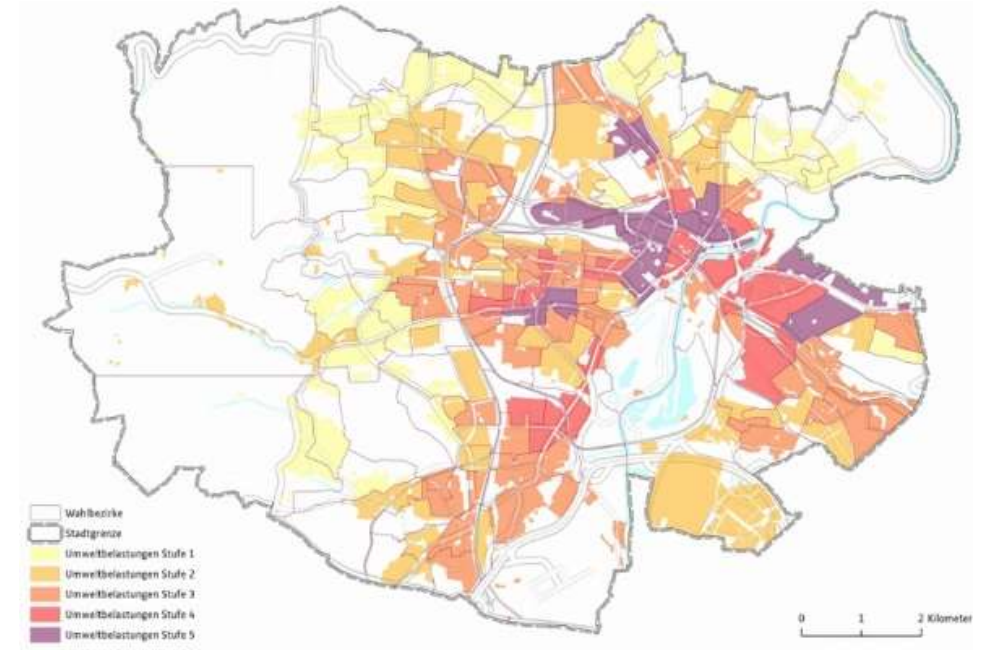 Wahlbezirke
Stadtgrenze
Umweltbelastungen Stufe 1
Umweltbelastungen Stufe 2
Umweltbelastungen Stufe 3
Umweltbelastungen Stufe 4
Umweltbelastungen Stufe 5
0 1 2 Kilometer